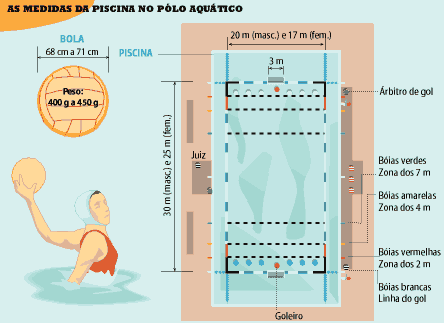 AS MEDIDAS DA PISCINA NO PÓLO AQUÁTICO
BOLA
68 cm a 71 cm
Peso:
400 g a 450 g
PISCINA
20 m (masc.) e 17 m (fem.)
3 m
30 m (masc.) e 25 m (fem.)
Juiz
Árbitro de gol
Bóias verdes
Zona dos 7 m
Bóias amarelas
Zona dos 4 m
Bóias vermelhas
Zona dos 2 m
Bóias brancas
Linha do gol
Goleiro